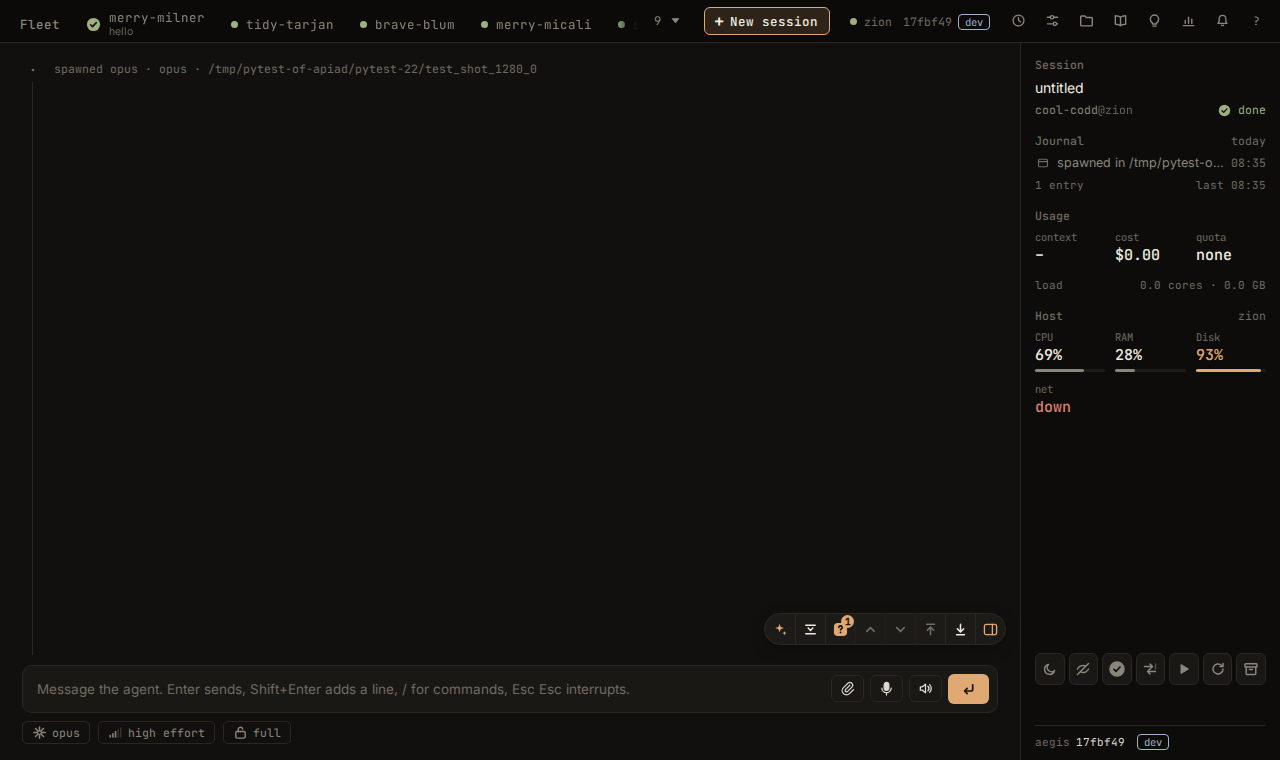 Fleet
merry-milner
hello
tidy-tarjan
brave-blum
merry-micali
9
+ New session
zion 17fbf49 dev
?
spawned opus · opus · /tmp/pytest-of-apiad/pytest-22/test_shot_1280_0
Session
untitled
cool-codd@zion
done
Journal
today
spawned in /tmp/pytest-o… 08:35
1 entry
last 08:35
Usage
context cost quota
– $0.00 none
load
0.0 cores · 0.0 GB
Host
zion
CPU RAM Disk
69% 28% 93%
net
down
? 1
Message the agent. Enter sends, Shift+Enter adds a line, / for commands, Esc Esc interrupts.
opus
high effort
full
aegis 17fbf49 dev